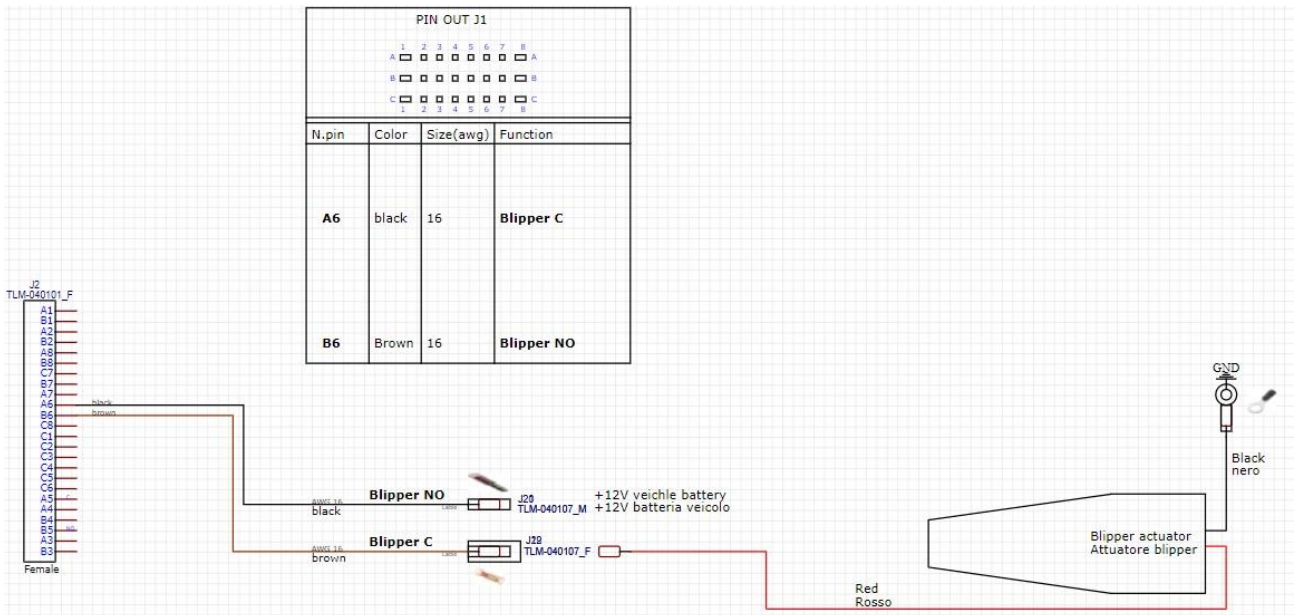 PIN OUT J1
1 2 3 4 5 6 7 8
A A
B B
C C
1 2 3 4 5 6 7 8
N.pin Color Size(awg) Function
A6 black 16 Blipper C
B6 Brown 16 Blipper NO
J2
TLM-040101_F
A1
B1
A2
B2
A8
B8
C7
B7
A7
A6 black
B6 brown
C8
C1
C2
C3
C4
C5
C6
A5 C
A4
B4
B5 NO
A3
B3
Female
Blipper NO
AWG 16
black
Cable
TLM-040107_M
+12V veichle battery
+12V batteria veicolo
Blipper C
AWG 16
brown
Cable
TLM-040107_F
Red
Rosso
Blipper actuator
Attuatore blipper
GND
Black
nero